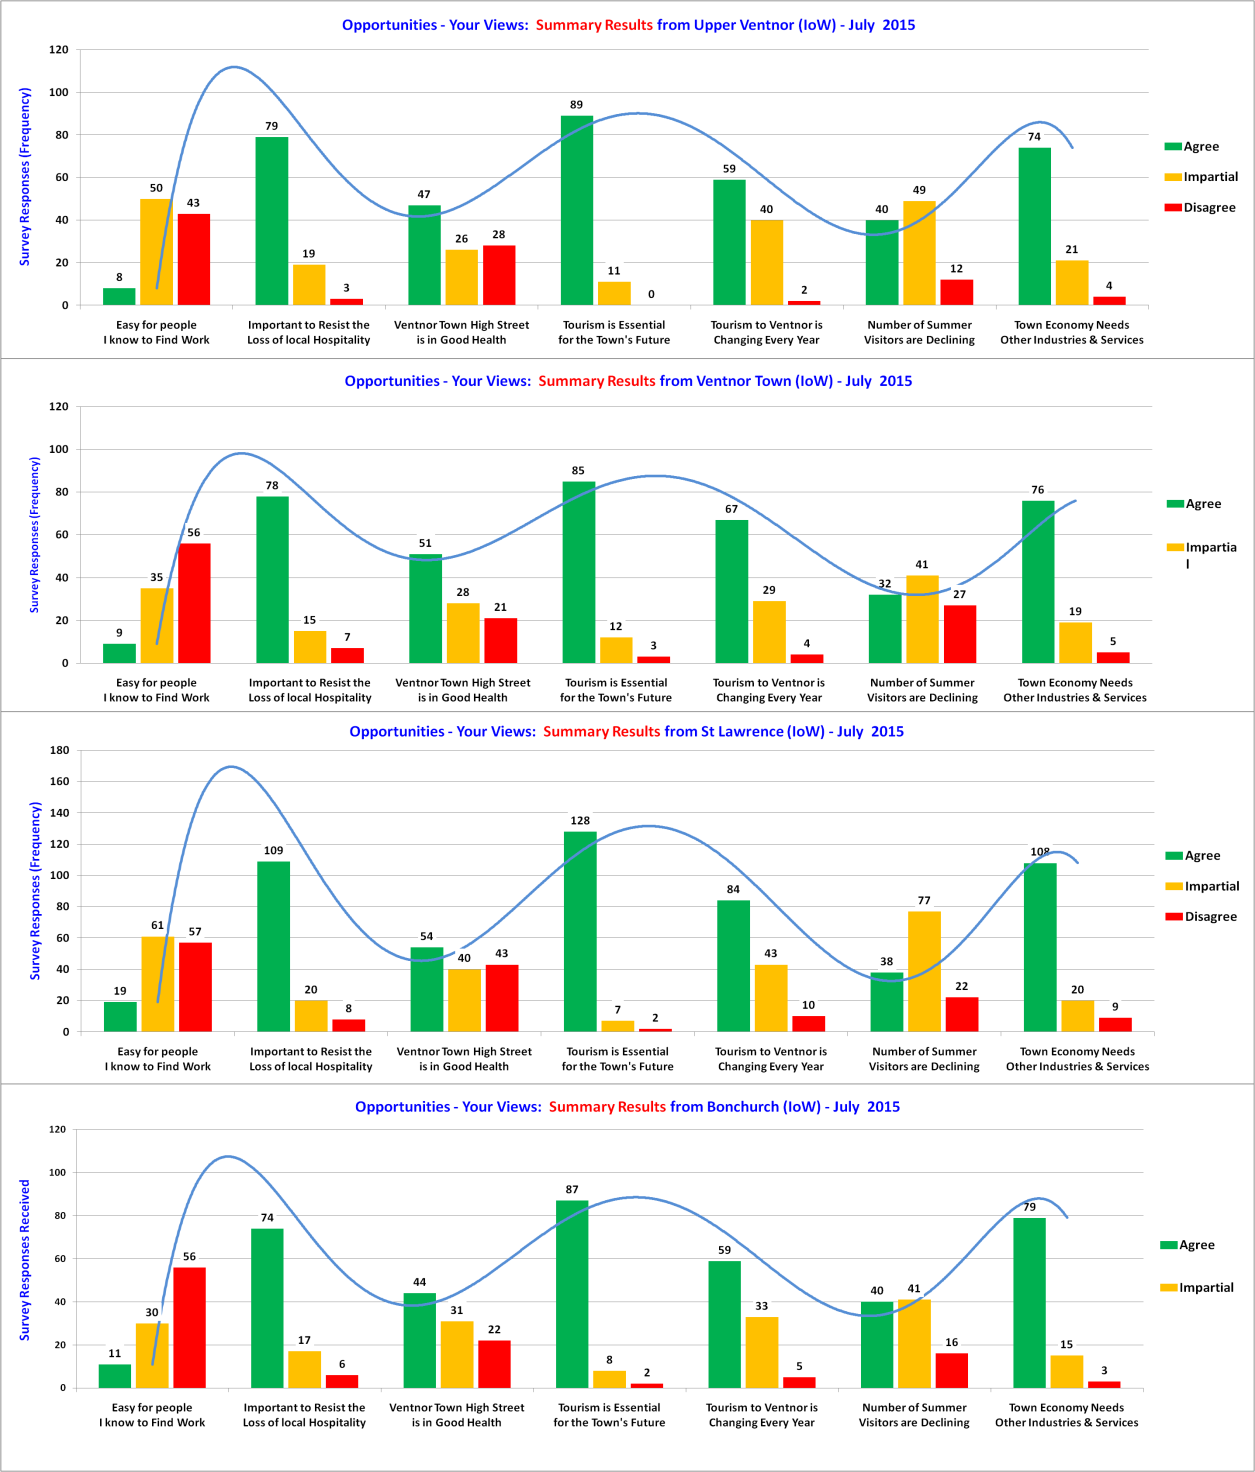 Opportunities - Your Views:  Summary Results from Upper Ventnor (IoW) - July  2015
Survey Responses (Frequency)
120
100
80
60
40
20
0
8 50 43
79 19 3
47 26 28
89 11 0
59 40 2
40 49 12
74 21 4
Easy for people
I know to Find Work
Important to Resist the
Loss of local Hospitality
Ventnor Town High Street
is in Good Health
Tourism is Essential
for the Town's Future
Tourism to Ventnor is
Changing Every Year
Number of Summer
Visitors are Declining
Town Economy Needs
Other Industries & Services
Agree
Impartial
Disagree
Opportunities - Your Views:  Summary Results from Ventnor Town (IoW) - July  2015
Survey Responses (Frequency)
120
100
80
60
40
20
0
9 35 56
78 15 7
51 28 21
85 12 3
67 29 4
32 41 27
76 19 5
Easy for people
I know to Find Work
Important to Resist the
Loss of local Hospitality
Ventnor Town High Street
is in Good Health
Tourism is Essential
for the Town's Future
Tourism to Ventnor is
Changing Every Year
Number of Summer
Visitors are Declining
Town Economy Needs
Other Industries & Services
Agree
Impartia
l
Opportunities - Your Views:  Summary Results from St Lawrence (IoW) - July  2015
Survey Responses (Frequency)
180
160
140
120
100
80
60
40
20
0
19 61 57
109 20 8
54 40 43
128 7 2
84 43 10
38 77 22
108 20 9
Easy for people
I know to Find Work
Important to Resist the
Loss of local Hospitality
Ventnor Town High Street
is in Good Health
Tourism is Essential
for the Town's Future
Tourism to Ventnor is
Changing Every Year
Number of Summer
Visitors are Declining
Town Economy Needs
Other Industries & Services
Agree
Impartial
Disagree
Opportunities - Your Views:  Summary Results from Bonchurch (IoW) - July  2015
Survey Responses Received
120
100
80
60
40
20
0
11 30 56
74 17 6
44 31 22
87 8 2
59 33 5
40 41 16
79 15 3
Easy for people
I know to Find Work
Important to Resist the
Loss of local Hospitality
Ventnor Town High Street
is in Good Health
Tourism is Essential
for the Town's Future
Tourism to Ventnor is
Changing Every Year
Number of Summer
Visitors are Declining
Town Economy Needs
Other Industries & Services
Agree
Impartial